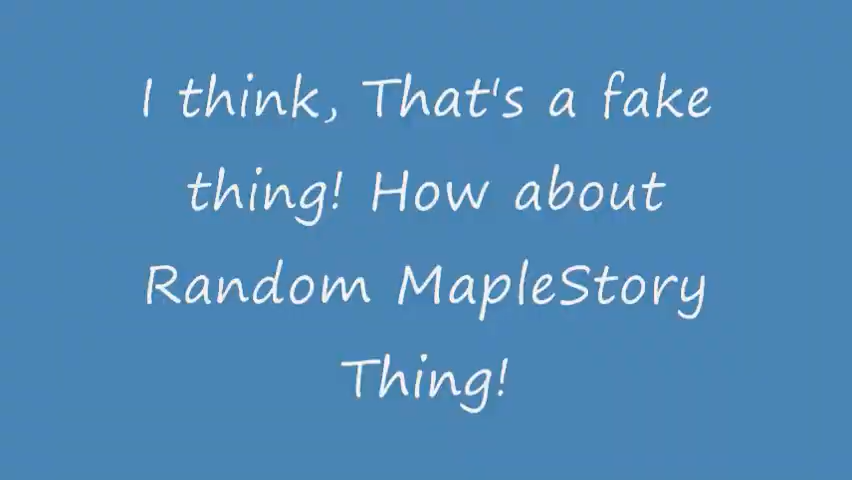 I think, That's a fake
thing! How about
Random MapleStory
Thing!